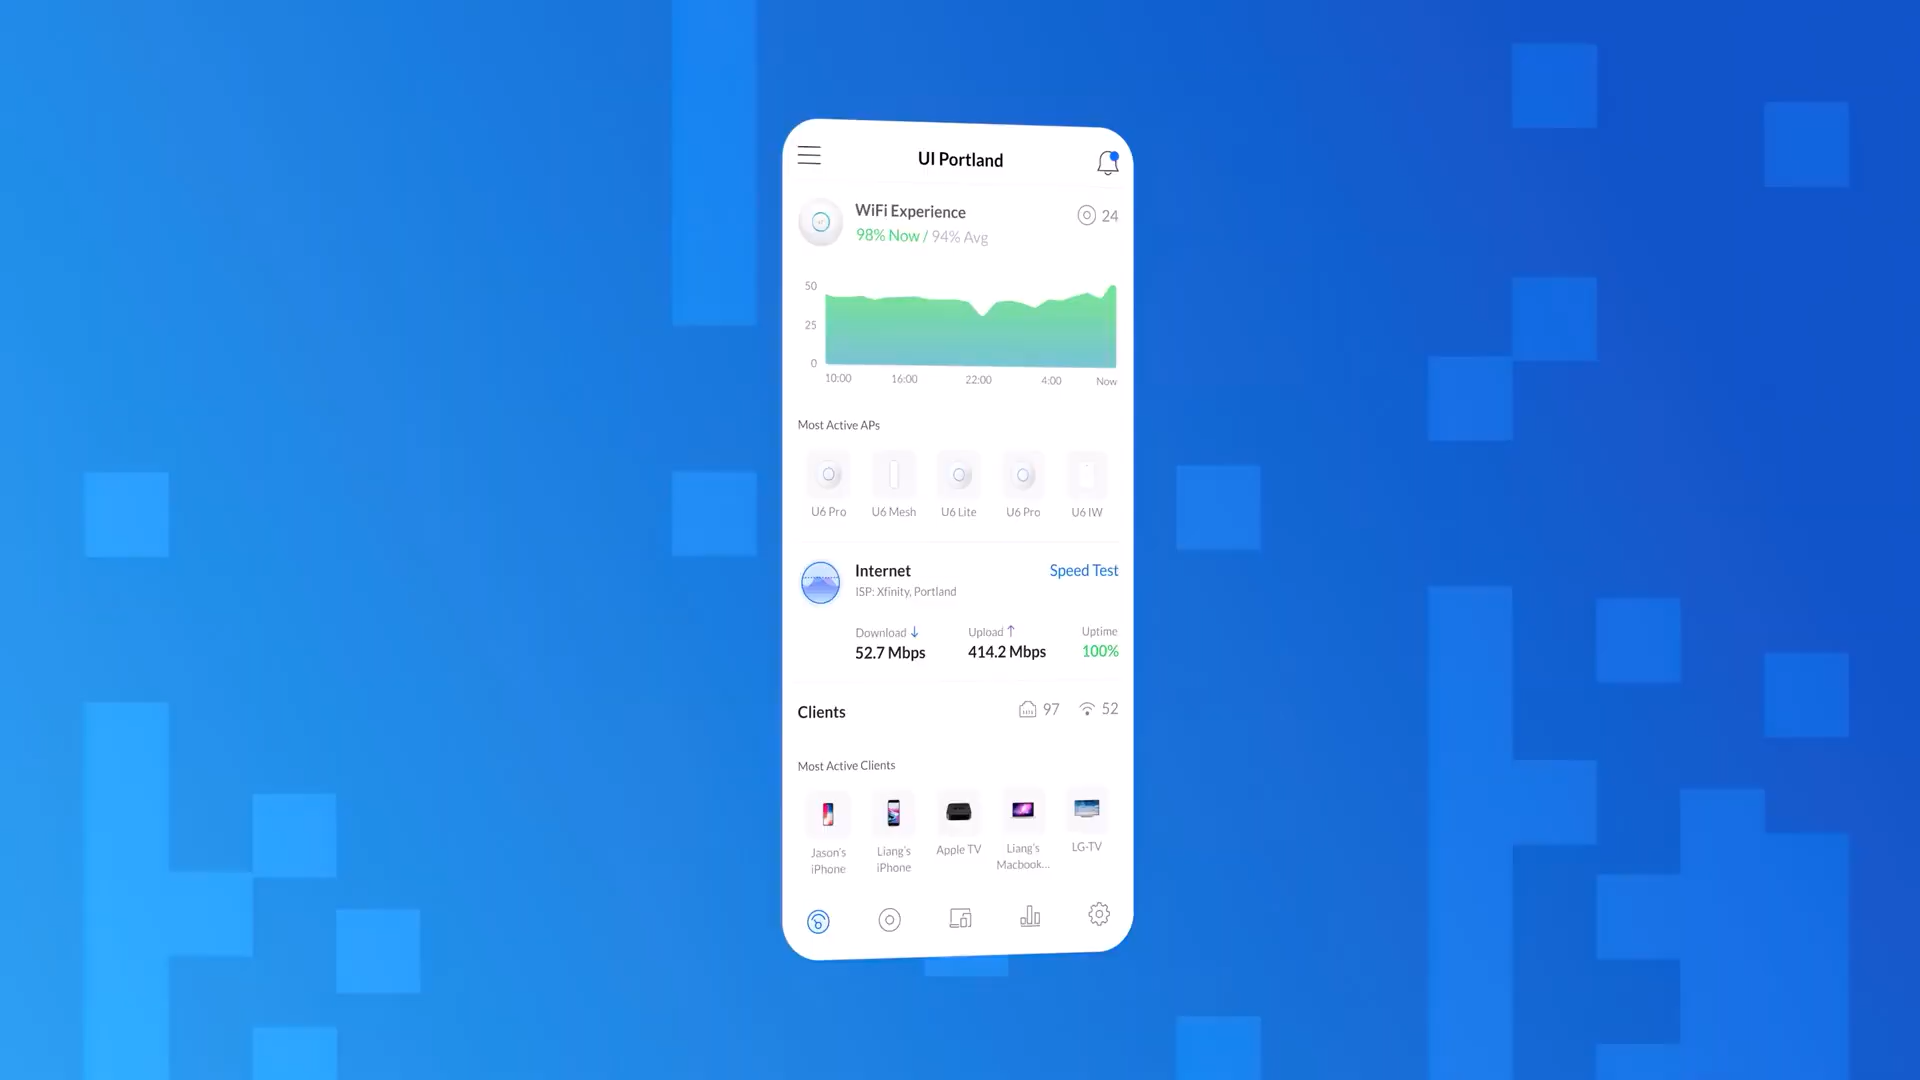 UI Portland
WiFi Experience
24
98% Now / 94% Avg
50
25
0
10:00
16:00
22:00
4:00
Now
Most Active APs
U6 Pro
U6 Mesh
U6 Lite
U6 Pro
U6 IW
Internet
Speed Test
ISP: Xfinity, Portland
Download ↓
Upload ↑
Uptime
52.7 Mbps
414.2 Mbps
100%
Clients
97
52
Most Active Clients
Jason's
iPhone
Liang's
iPhone
Apple TV
Liang's
Macbook...
LG-TV